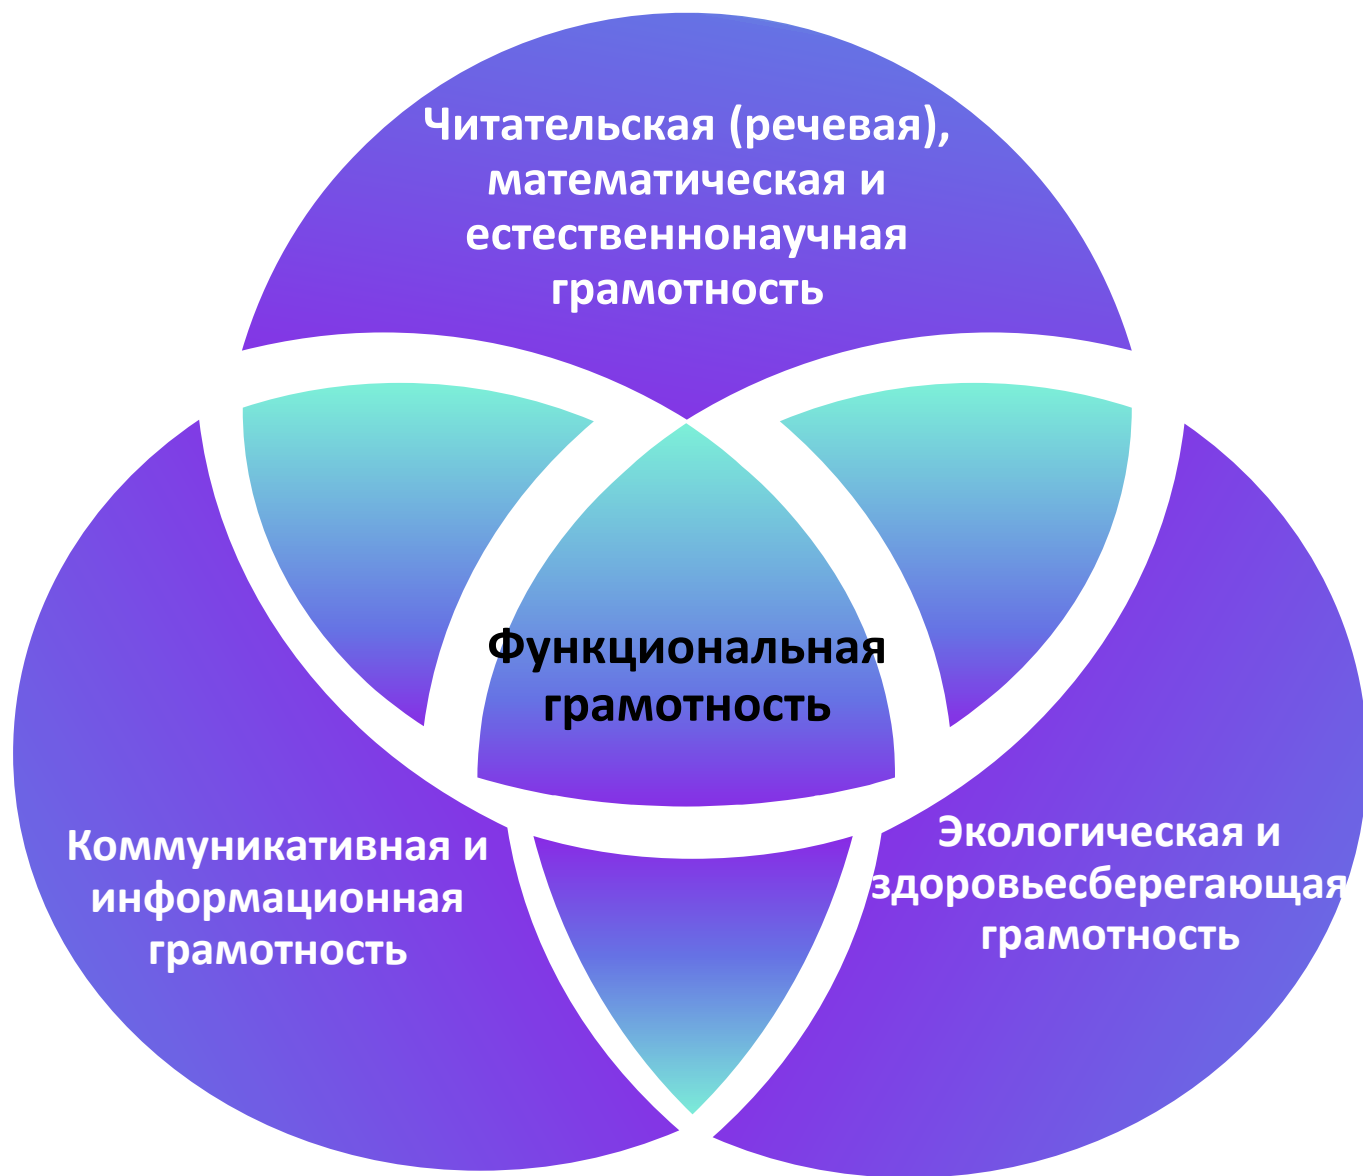 Читательская (речевая),
математическая и
естественнонаучная
грамотность
Функциональная
грамотность
Коммуникативная и
информационная
грамотность
Экологическая и
здоровьесберегающая
грамотность